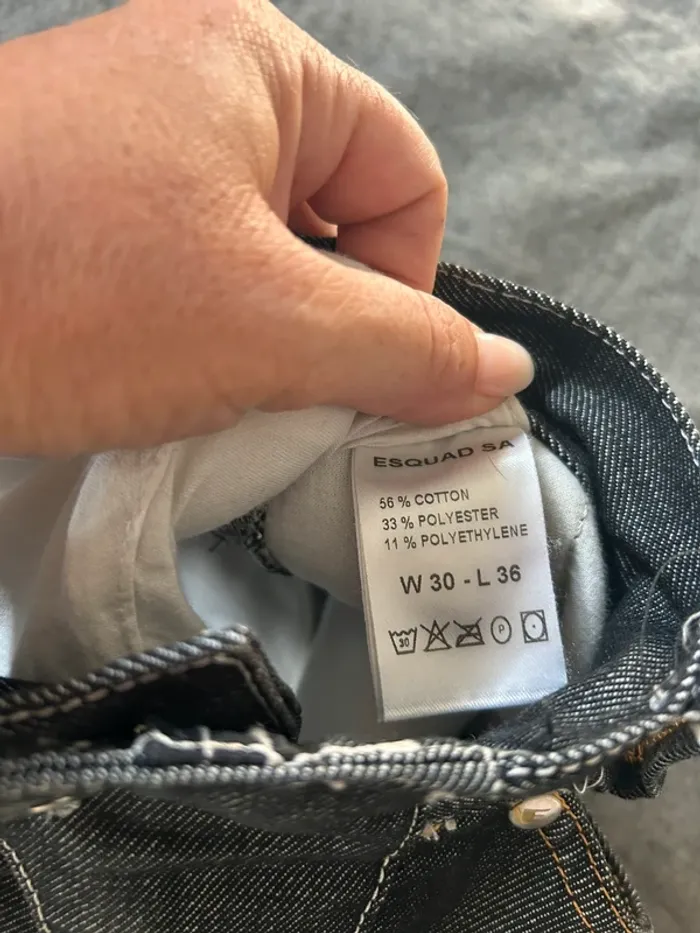 ESQUAD SA
56 % COTTON
33 % POLYESTER
11 % POLYETHYLENE
W 30 - L 36
30 P